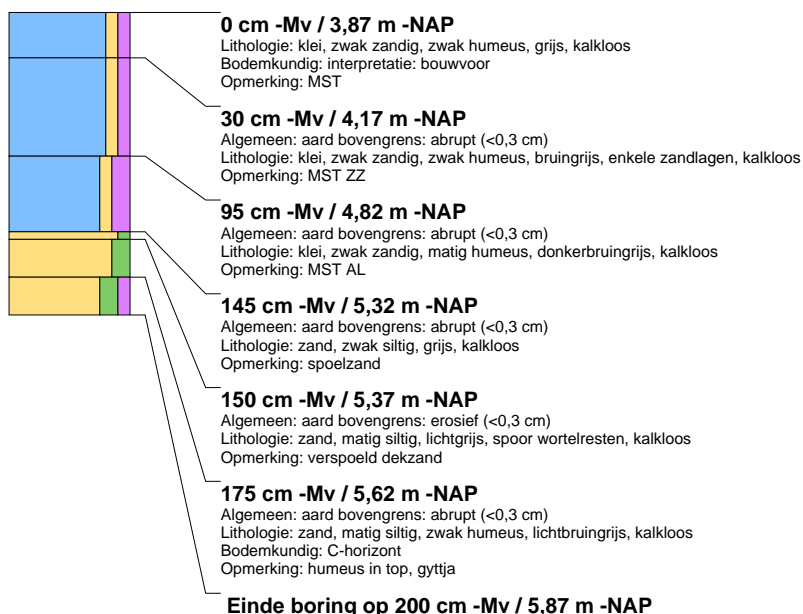 0 cm -Mv / 3,87 m -NAP
Lithologie: klei, zwak zandig, zwak humeus, grijs, kalkloos
Bodemkundig: interpretatie: bouwvoor
Opmerking: MST
30 cm -Mv / 4,17 m -NAP
Algemeen: aard bovengrens: abrupt (<0,3 cm)
Lithologie: klei, zwak zandig, zwak humeus, bruingrijs, enkele zandlagen, kalkloos
Opmerking: MST ZZ
95 cm -Mv / 4,82 m -NAP
Algemeen: aard bovengrens: abrupt (<0,3 cm)
Lithologie: klei, zwak zandig, matig humeus, donkerbruingrijs, kalkloos
Opmerking: MST AL
145 cm -Mv / 5,32 m -NAP
Algemeen: aard bovengrens: abrupt (<0,3 cm)
Lithologie: zand, zwak siltig, grijs, kalkloos
Opmerking: spoelzand
150 cm -Mv / 5,37 m -NAP
Algemeen: aard bovengrens: erosief (<0,3 cm)
Lithologie: zand, matig siltig, lichtgrijs, spoor wortelresten, kalkloos
Opmerking: verspoeld dekzand
175 cm -Mv / 5,62 m -NAP
Algemeen: aard bovengrens: abrupt (<0,3 cm)
Lithologie: zand, matig siltig, zwak humeus, lichtbruingrijs, kalkloos
Bodemkundig: C-horizont
Opmerking: humeus in top, gyttja
Einde boring op 200 cm -Mv / 5,87 m -NAP